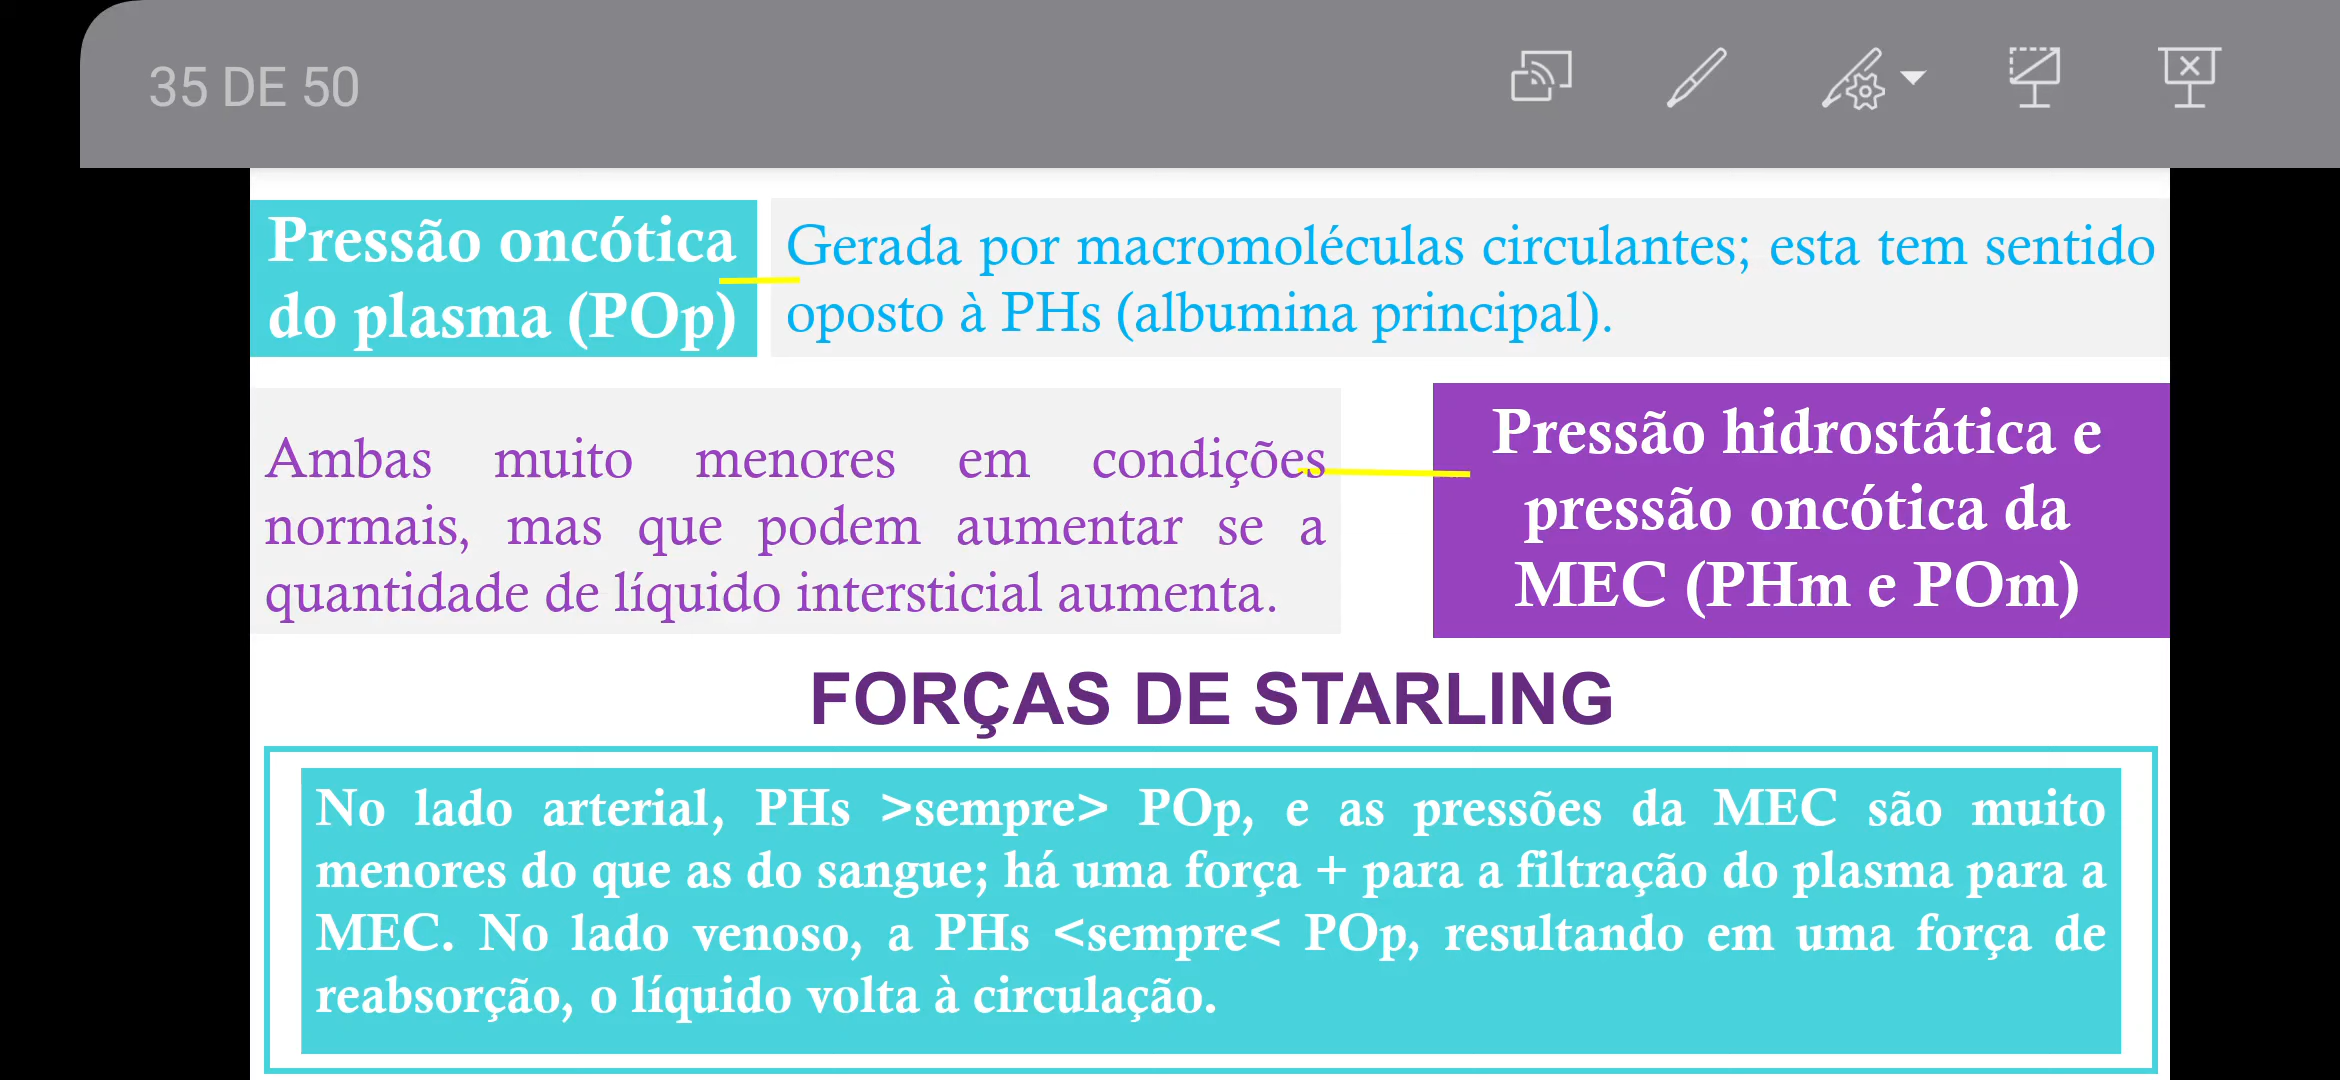 35 DE 50
Pressão oncótica
do plasma (POp)
Gerada por macromoléculas circulantes; esta tem sentido
oposto à PHs (albumina principal).
Ambas muito menores em condições
normais, mas que podem aumentar se a
quantidade de líquido intersticial aumenta.
Pressão hidrostática e
pressão oncótica da
MEC (PHm e POm)
FORÇAS DE STARLING
No lado arterial, PHs >sempre> POp, e as pressões da MEC são muito
menores do que as do sangue; há uma força + para a filtração do plasma para a
MEC. No lado venoso, a PHs <sempre< POp, resultando em uma força de
reabsorção, o líquido volta à circulação.